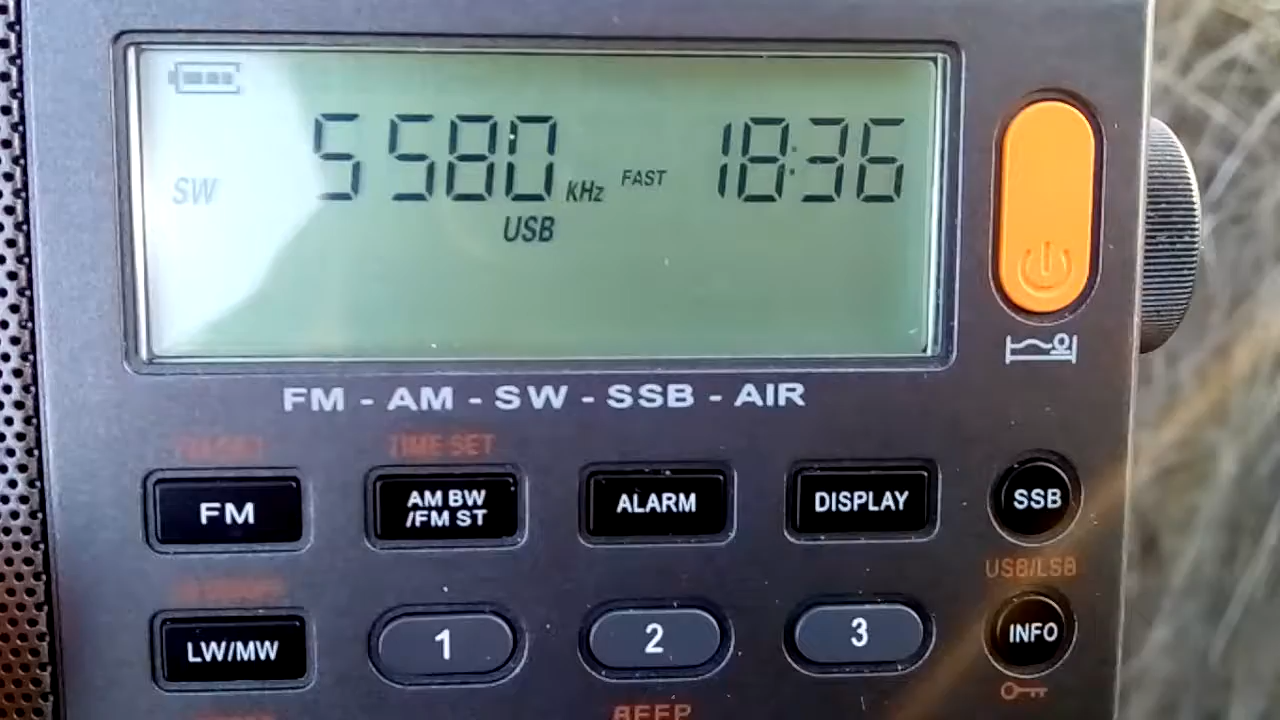 SW 5580 KHz FAST 18:36
USB
FM - AM - SW - SSB - AIR
TIME SET
FM AM BW /FM ST ALARM DISPLAY SSB
USB/LSB
LW/MW 1 2 3 INFO
BEEP